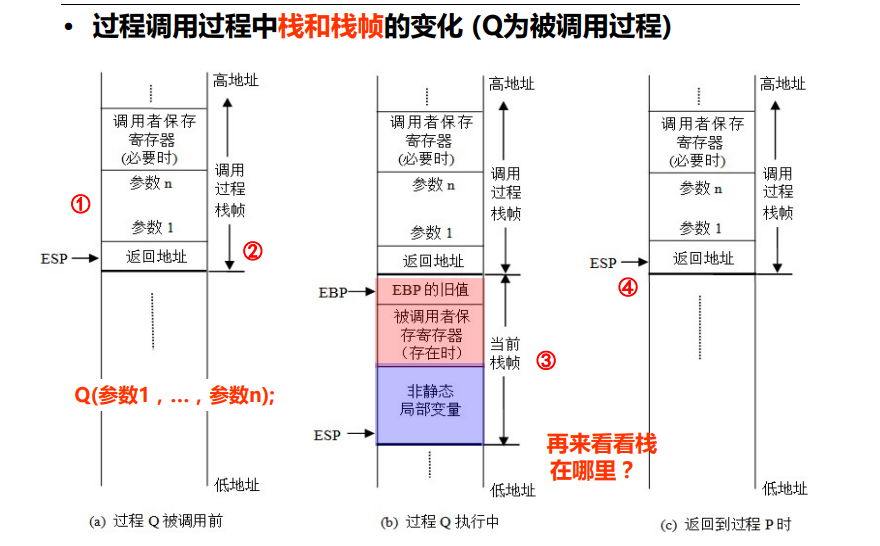 • 过程调用过程中栈和栈帧的变化 (Q为被调用过程)
高地址
调用者保存
寄存器
(必要时)
参数 n
参数 1
返回地址
调用
过程
栈帧
①
②
ESP
Q(参数1，…，参数n);
低地址
(a) 过程 Q 被调用前
高地址
调用者保存
寄存器
(必要时)
参数 n
参数 1
返回地址
调用
过程
栈帧
EBP
EBP 的旧值
被调用者保
存寄存器
（存在时）
非静态
局部变量
当前
栈帧
③
ESP
低地址
(b) 过程 Q 执行中
高地址
调用者保存
寄存器
(必要时)
参数 n
参数 1
返回地址
调用
过程
栈帧
ESP
④
再来看看栈
在哪里？
低地址
(c) 返回到过程 P 时